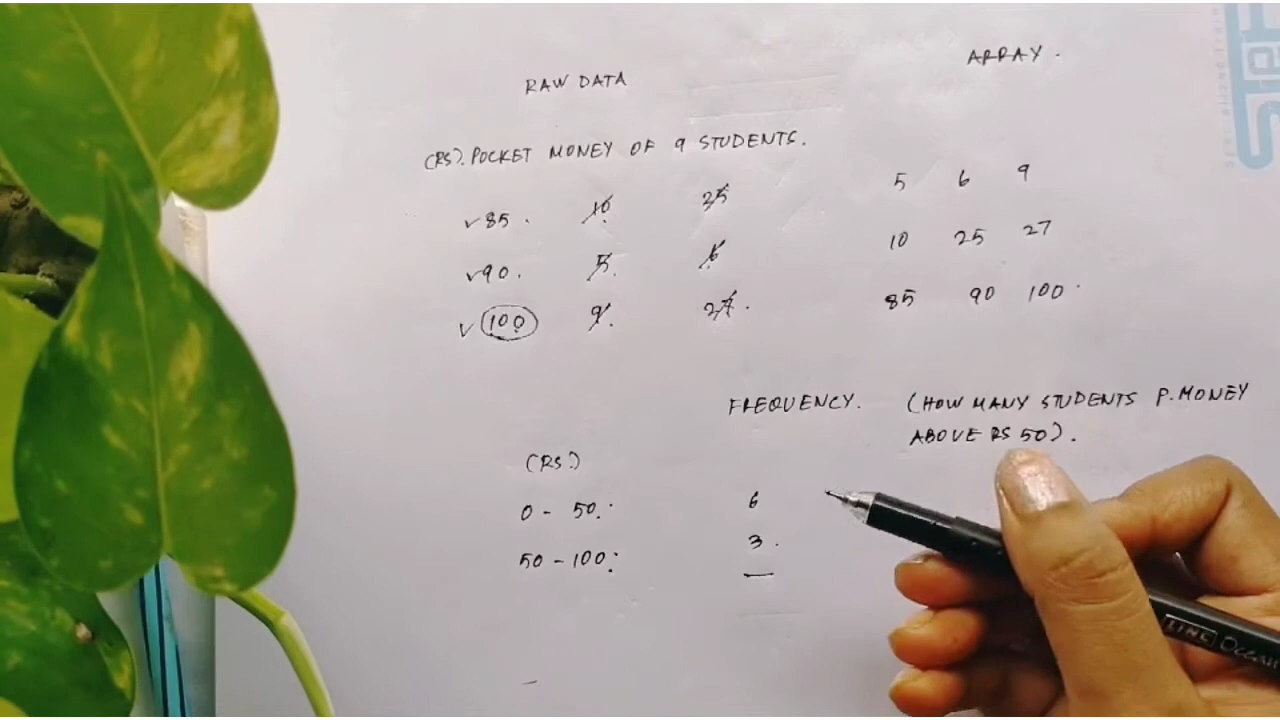 ARRAY.
RAW DATA
(RS). POCKET MONEY OF 9 STUDENTS.
85. 10 25
90. 5. 6
100 9. 27.
5 6 9
10 25 27
85 90 100.
FREQUENCY. (HOW MANY STUDENTS P. MONEY
ABOVE RS 50).
(RS.)
0 - 50. 6
50 - 100. 3.
LINC Ocean